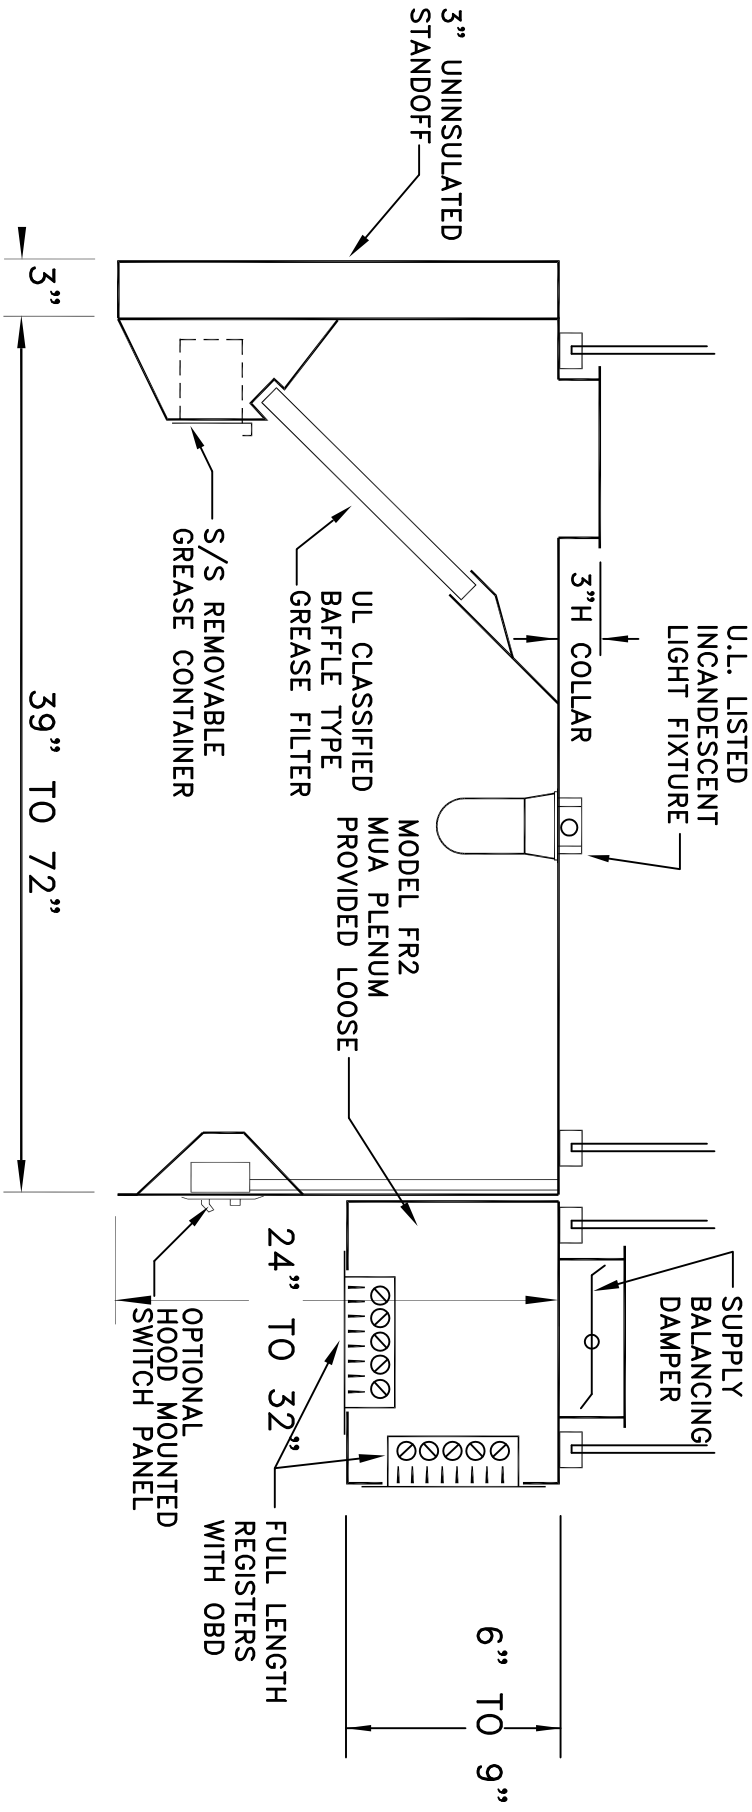 3" UNINSULATED
STANDOFF
3"
39" TO 72"
S/S REMOVABLE
GREASE CONTAINER
UL CLASSIFIED
BAFFLE TYPE
GREASE FILTER
3"H COLLAR
U.L. LISTED
INCANDESCENT
LIGHT FIXTURE
MODEL FR2
MUA PLENUM
PROVIDED LOOSE
SUPPLY
BALANCING
DAMPER
24" TO 32"
OPTIONAL
HOOD MOUNTED
SWITCH PANEL
FULL LENGTH
REGISTERS
WITH OBD
6" TO 9"